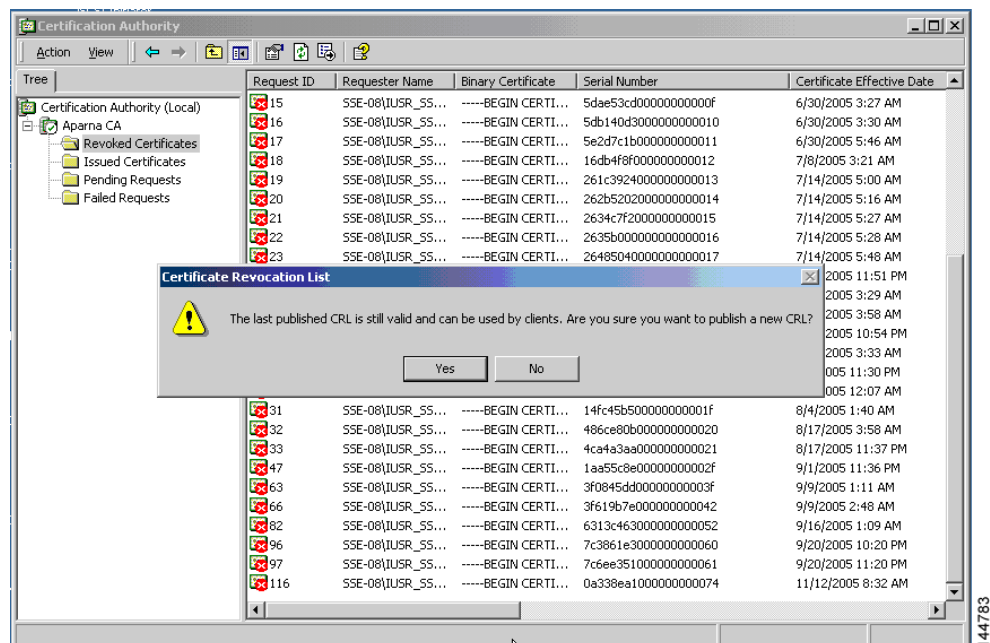 Certification Authority
Action View
Tree
Request ID Requester Name Binary Certificate Serial Number Certificate Effective Date
Certification Authority (Local)
Aparna CA
Revoked Certificates
Issued Certificates
Pending Requests
Failed Requests
15 SSE-08\IUSR_SS... -----BEGIN CERTI... 5dae53cd00000000000f 6/30/2005 3:27 AM
16 SSE-08\IUSR_SS... -----BEGIN CERTI... 5db140d3000000000010 6/30/2005 3:30 AM
17 SSE-08\IUSR_SS... -----BEGIN CERTI... 5e2d7c1b000000000011 6/30/2005 5:46 AM
18 SSE-08\IUSR_SS... -----BEGIN CERTI... 16db4f8f000000000012 7/8/2005 3:21 AM
19 SSE-08\IUSR_SS... -----BEGIN CERTI... 261c3924000000000013 7/14/2005 5:00 AM
20 SSE-08\IUSR_SS... -----BEGIN CERTI... 262b5202000000000014 7/14/2005 5:16 AM
21 SSE-08\IUSR_SS... -----BEGIN CERTI... 2634c7f2000000000015 7/14/2005 5:27 AM
22 SSE-08\IUSR_SS... -----BEGIN CERTI... 2635b000000000000016 7/14/2005 5:28 AM
23 SSE-08\IUSR_SS... -----BEGIN CERTI... 26485040000000000017 7/14/2005 5:48 AM
Certificate Revocation List
2005 11:51 PM
2005 3:29 AM
The last published CRL is still valid and can be used by clients. Are you sure you want to publish a new CRL?
2005 3:58 AM
2005 10:54 PM
2005 3:33 AM
Yes No
005 11:30 PM
005 12:07 AM
31 SSE-08\IUSR_SS... -----BEGIN CERTI... 14fc45b500000000001f 8/4/2005 1:40 AM
32 SSE-08\IUSR_SS... -----BEGIN CERTI... 486ce80b000000000020 8/17/2005 3:58 AM
33 SSE-08\IUSR_SS... -----BEGIN CERTI... 4ca4a3aa000000000021 8/17/2005 11:37 PM
47 SSE-08\IUSR_SS... -----BEGIN CERTI... 1aa55c8e00000000002f 9/1/2005 11:36 PM
63 SSE-08\IUSR_SS... -----BEGIN CERTI... 3f0845dd00000000003f 9/9/2005 1:11 AM
66 SSE-08\IUSR_SS... -----BEGIN CERTI... 3f619b7e000000000042 9/9/2005 2:48 AM
82 SSE-08\IUSR_SS... -----BEGIN CERTI... 6313c463000000000052 9/16/2005 1:09 AM
96 SSE-08\IUSR_SS... -----BEGIN CERTI... 7c3861e3000000000060 9/20/2005 10:20 PM
97 SSE-08\IUSR_SS... -----BEGIN CERTI... 7c6ee351000000000061 9/20/2005 11:20 PM
116 SSE-08\IUSR_SS... -----BEGIN CERTI... 0a338ea1000000000074 11/12/2005 8:32 AM
144783